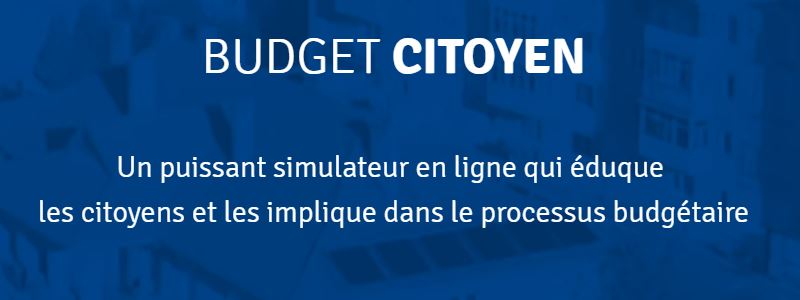 BUDGET CITOYEN
Un puissant simulateur en ligne qui éduque
les citoyens et les implique dans le processus budgétaire